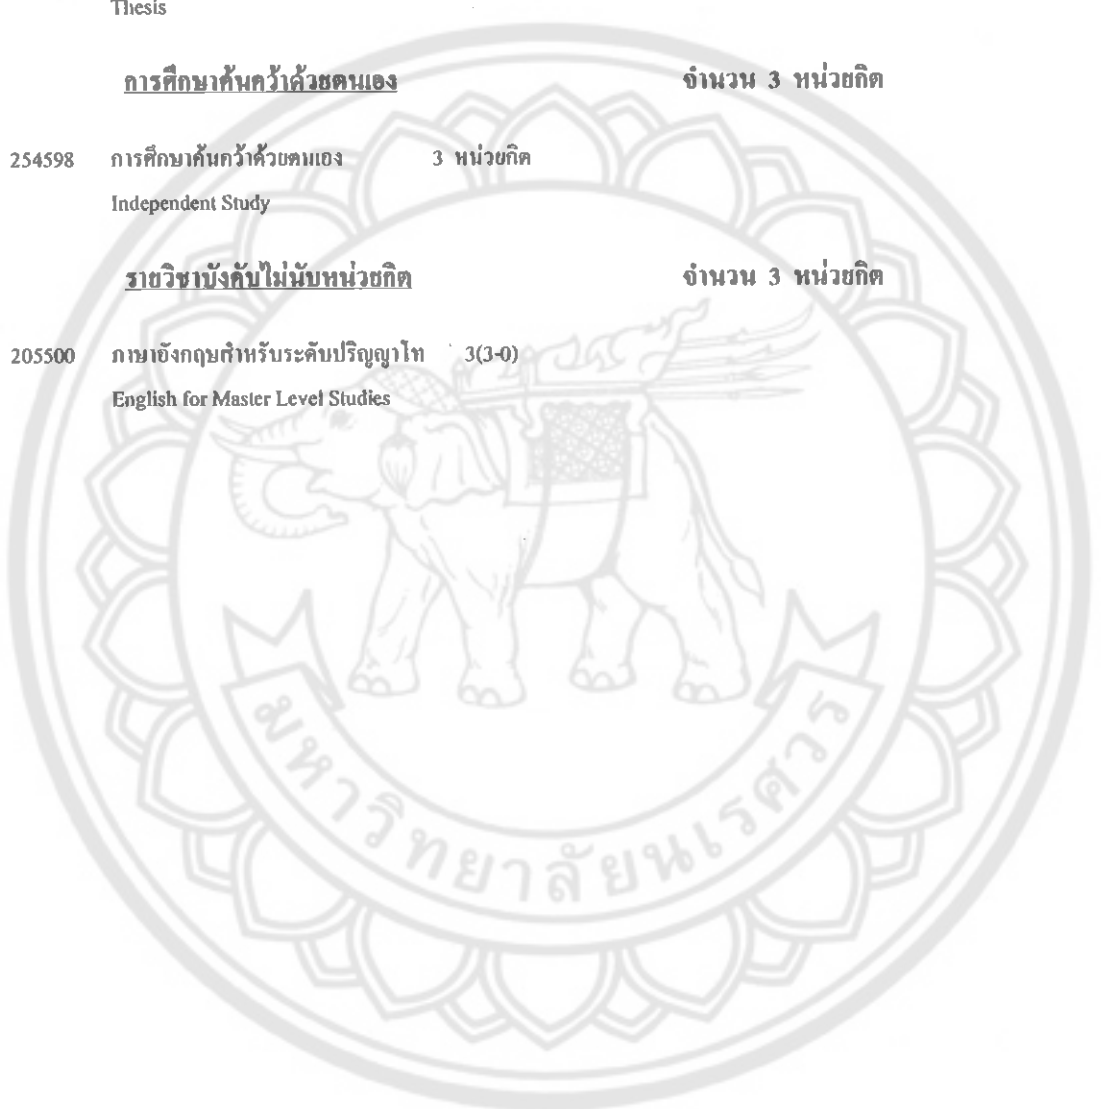 Thesis
การศึกษาค้นคว้าด้วยตนเอง จำนวน 3 หน่วยกิต
254598 การศึกษาค้นคว้าด้วยตนเอง 3 หน่วยกิต
Independent Study
รายวิชาบังคับไม่นับหน่วยกิต จำนวน 3 หน่วยกิต
205500 ภาษาอังกฤษสำหรับระดับปริญญาโท 3(3-0)
English for Master Level Studies
มหาวิทยาลัยนเรศวร